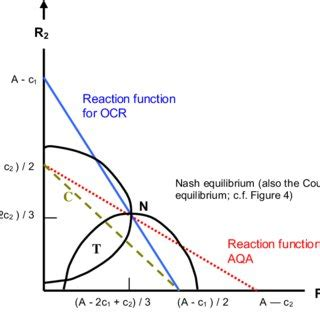 R₂
A - c₁
Reaction function
for OCR
c₂ ) / 2
C
N
Nash equilibrium (also the Cou
equilibrium; c.f. Figure 4)
2c₂ ) / 3
T
Reaction function
AQA
(A - 2c₁ + c₂) / 3
(A - c₁ ) / 2
A — c₂